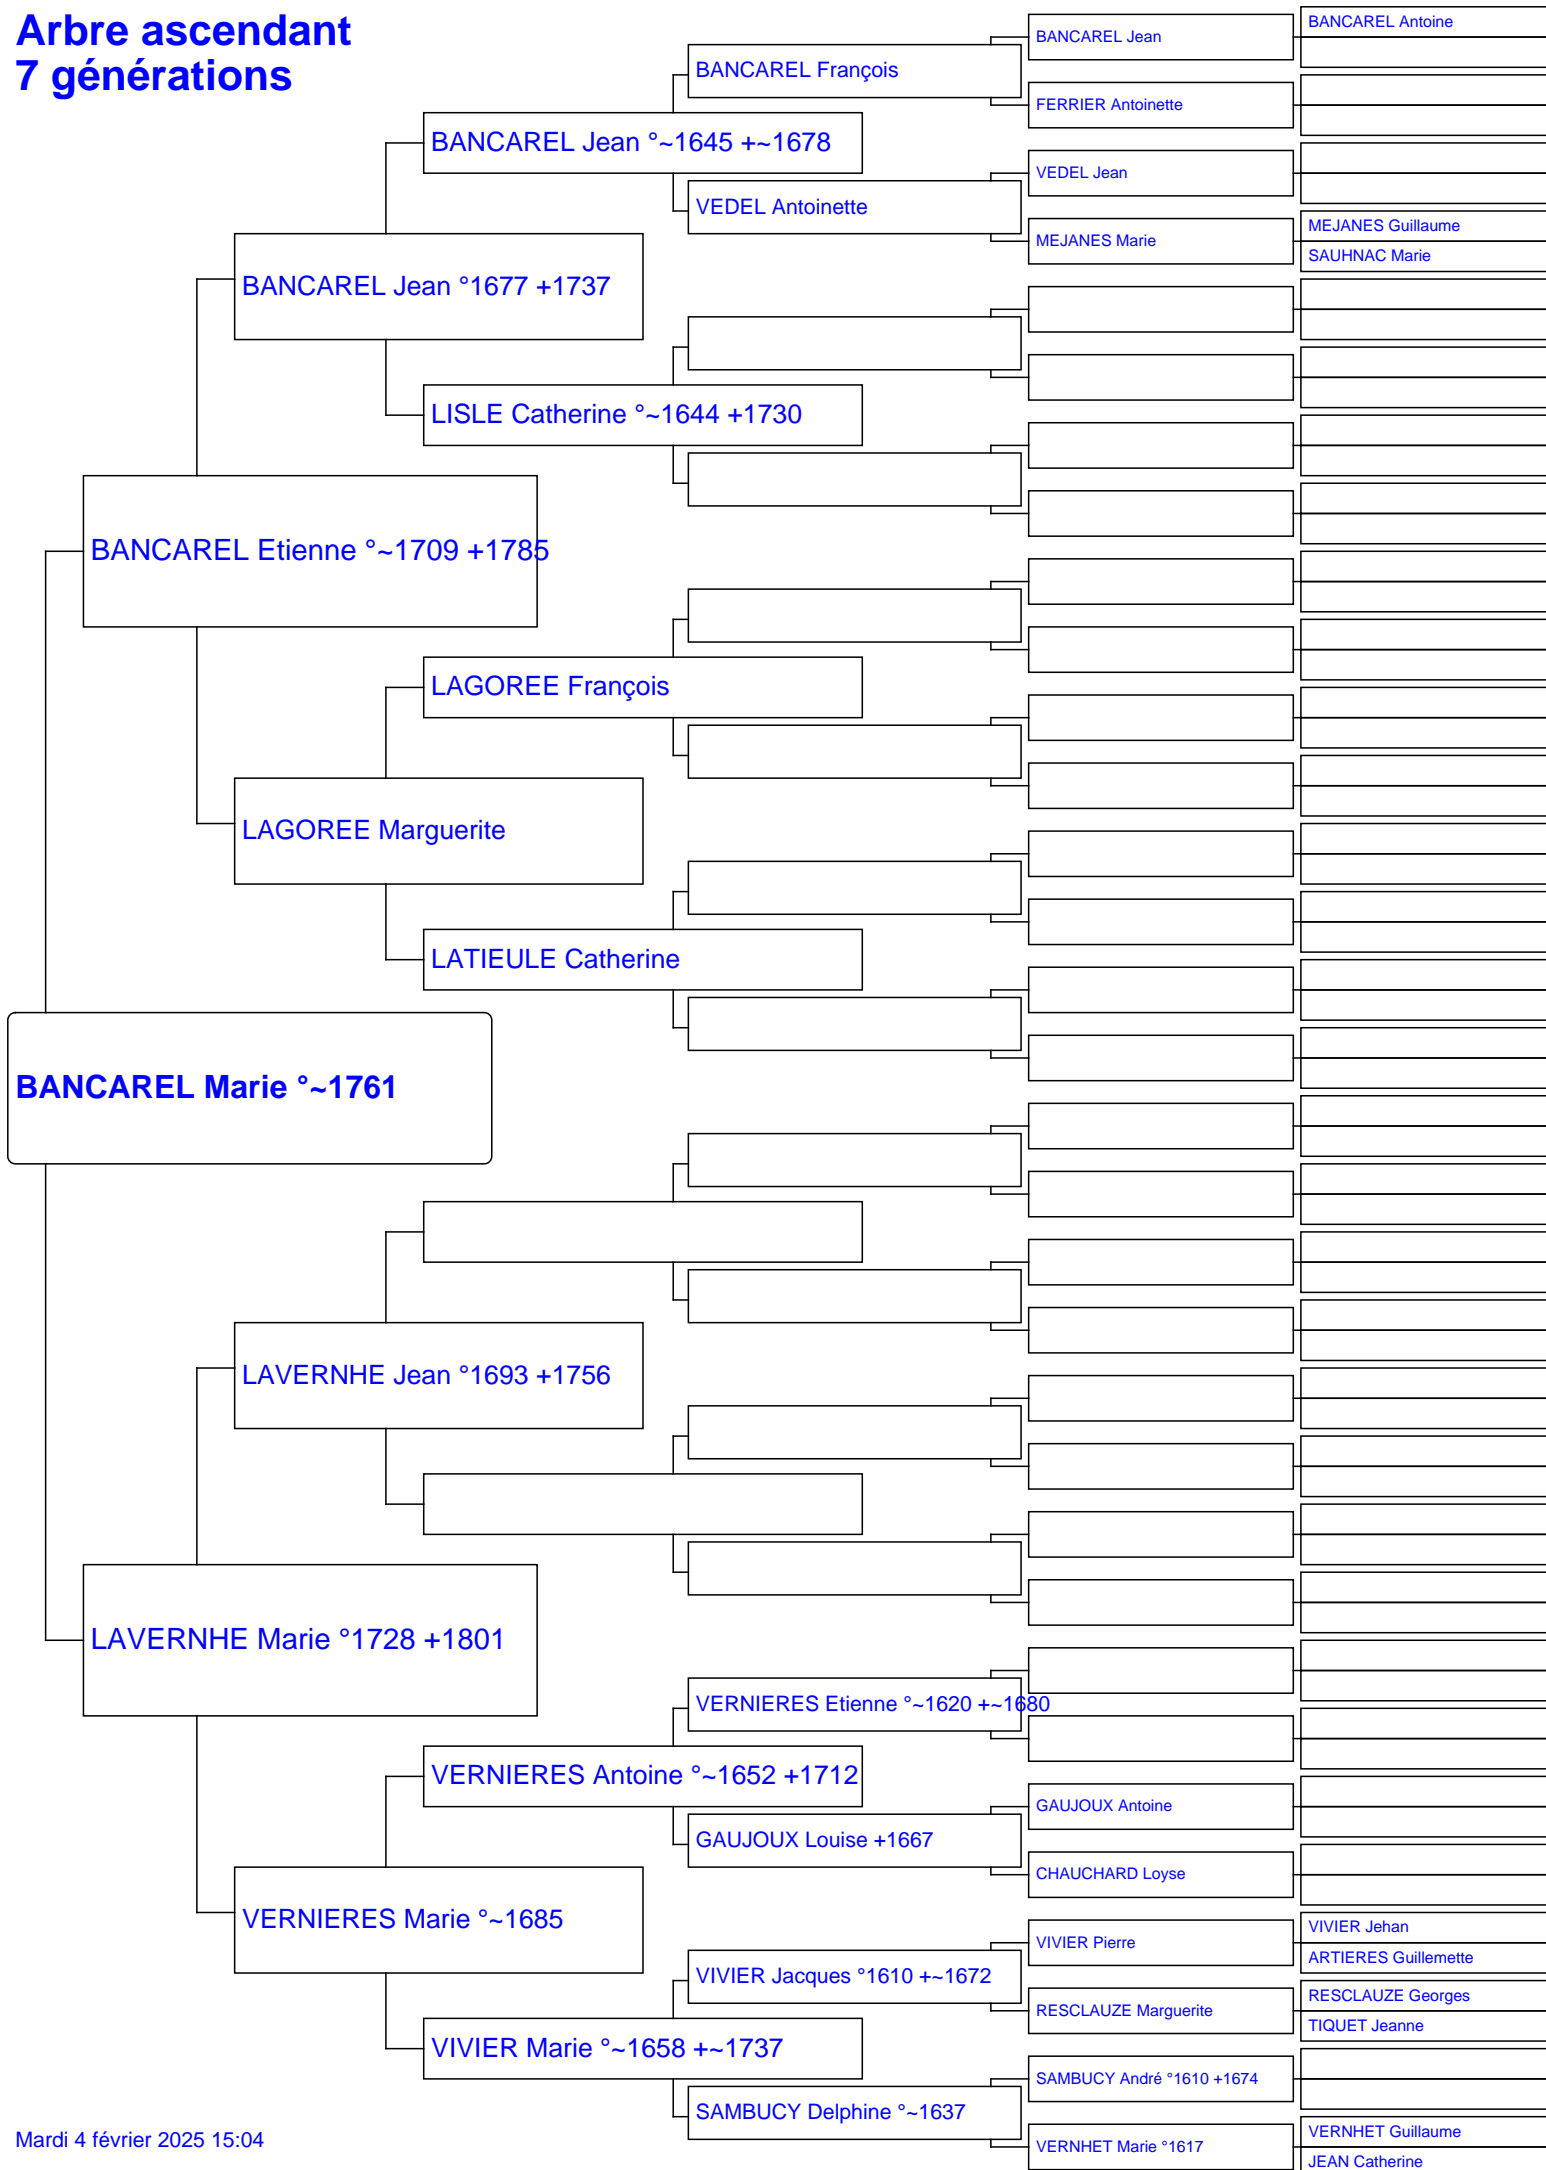 Arbre ascendant
7 générations
BANCAREL Antoine
BANCAREL Jean
BANCAREL François
FERRIER Antoinette
BANCAREL Jean °~1645 +~1678
VEDEL Jean
VEDEL Antoinette
MEJANES Guillaume
MEJANES Marie
SAUHNAC Marie
BANCAREL Jean °1677 +1737
LISLE Catherine °~1644 +1730
BANCAREL Etienne °~1709 +1785
LAGOREE François
LAGOREE Marguerite
LATIEULE Catherine
BANCAREL Marie °~1761
LAVERNHE Jean °1693 +1756
LAVERNHE Marie °1728 +1801
VERNIERES Etienne °~1620 +~1680
VERNIERES Antoine °~1652 +1712
GAUJOUX Antoine
GAUJOUX Louise +1667
CHAUCHARD Loyse
VERNIERES Marie °~1685
VIVIER Jehan
VIVIER Pierre
ARTIERES Guillemette
VIVIER Jacques °1610 +~1672
RESCLAUZE Georges
RESCLAUZE Marguerite
TIQUET Jeanne
VIVIER Marie °~1658 +~1737
SAMBUCY André °1610 +1674
SAMBUCY Delphine °~1637
VERNHET Guillaume
VERNHET Marie °1617
JEAN Catherine
Mardi 4 février 2025 15:04